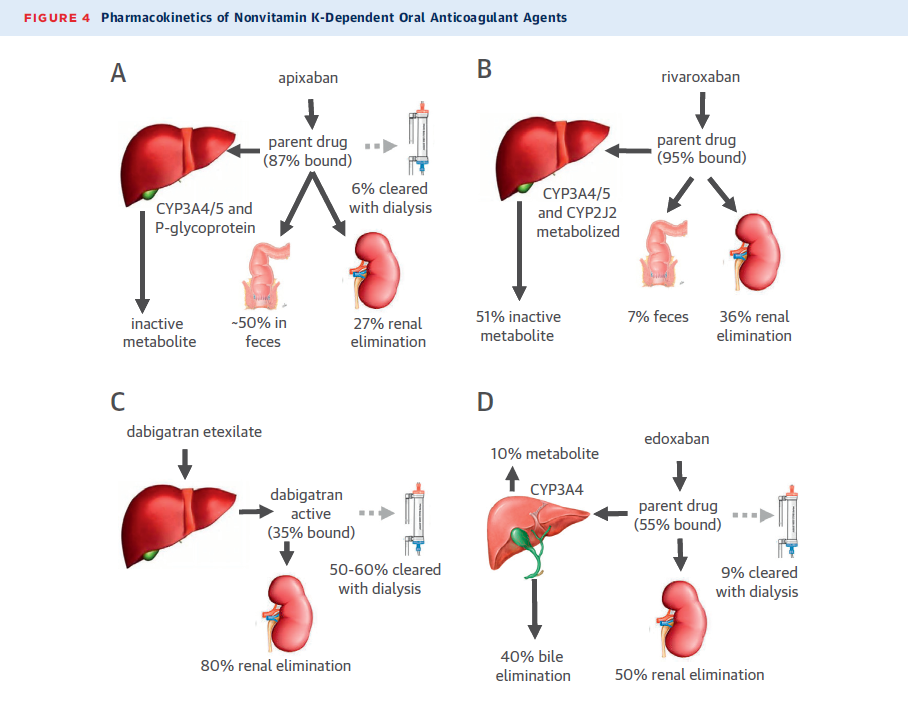 FIGURE 4 Pharmacokinetics of Nonvitamin K-Dependent Oral Anticoagulant Agents
A
apixaban
parent drug
(87% bound)
6% cleared
with dialysis
CYP3A4/5 and
P-glycoprotein
inactive
metabolite
~50% in
feces
27% renal
elimination
B
rivaroxaban
parent drug
(95% bound)
CYP3A4/5
and CYP2J2
metabolized
51% inactive
metabolite
7% feces
36% renal
elimination
C
dabigatran etexilate
dabigatran
active
(35% bound)
50-60% cleared
with dialysis
80% renal elimination
D
edoxaban
10% metabolite
CYP3A4
parent drug
(55% bound)
9% cleared
with dialysis
40% bile
elimination
50% renal elimination